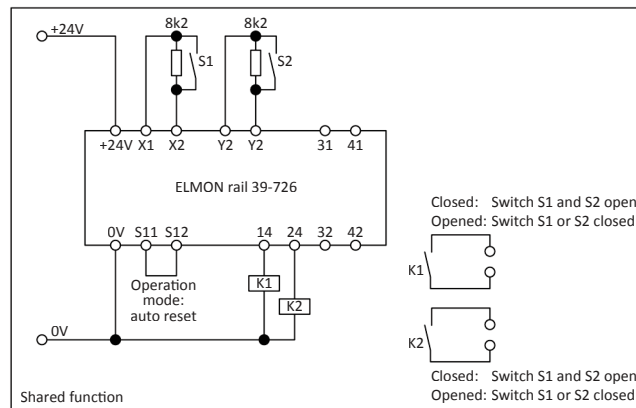 +24V
8k2
8k2
S1
S2
+24V X1 X2 Y2 Y2 31 41
ELMON rail 39-726
0V S11 S12 14 24 32 42
K1
K2
Operation
mode:
auto reset
0V
Shared function
Closed: Switch S1 and S2 open
Opened: Switch S1 or S2 closed
K1
K2
Closed: Switch S1 and S2 open
Opened: Switch S1 or S2 closed